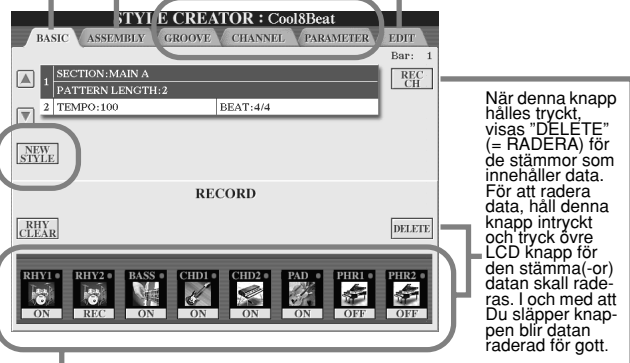 STYLE CREATOR : Cool8Beat
BASIC ASSEMBLY GROOVE CHANNEL PARAMETER EDIT
Bar: 1
1 SECTION:MAIN A
PATTERN LENGTH:2
2 TEMPO:100 BEAT:4/4
REC
CH
NEW
STYLE
RECORD
RHY
CLEAR
DELETE
RHY1 RHY2 BASS CHD1 CHD2 PAD PHR1 PHR2
ON REC ON ON ON ON OFF OFF
När denna knapp
hålles tryckt,
visas ”DELETE”
(= RADERA) för
de stämmor som
innehåller data.
För att radera
data, håll denna
knapp intryckt
och tryck övre
LCD knapp för
den stämma(-or)
datan skall rade-
ras. I och med att
Du släpper knap-
pen blir datan
raderad för gott.